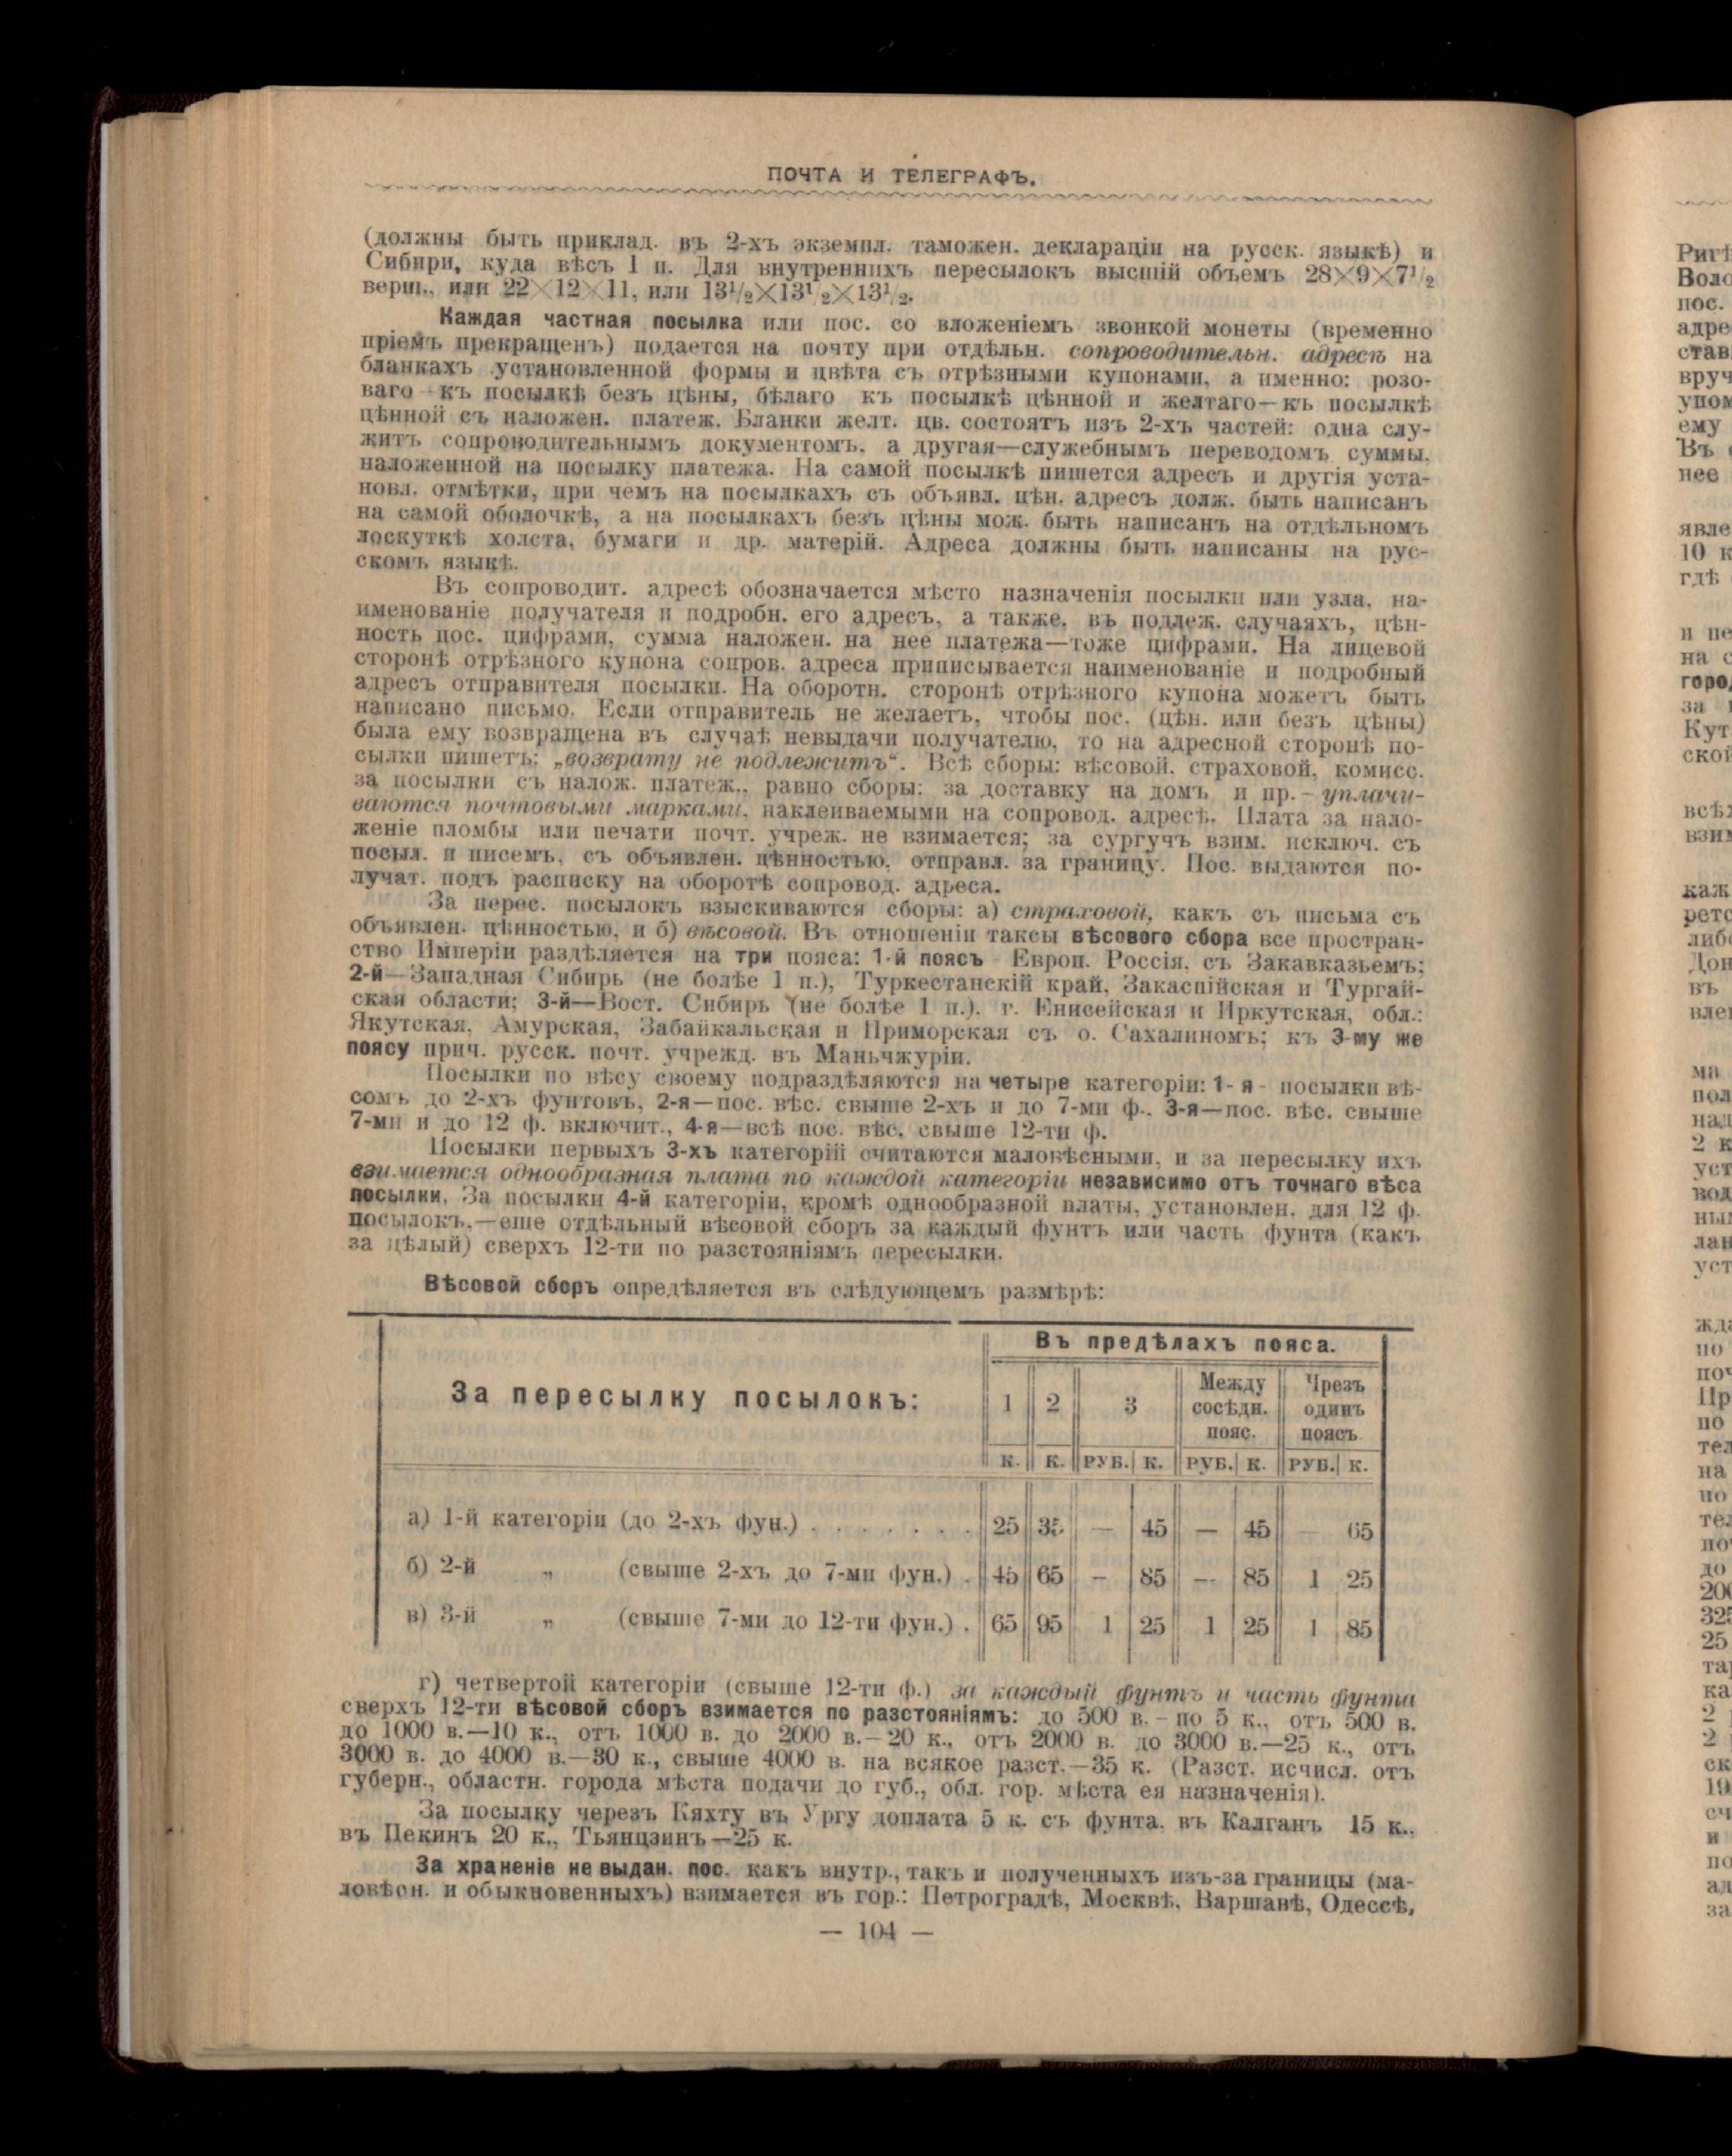 ПОЧТА И ТЕЛЕГРАФЪ.
(должны быть приклад. въ 2-хъ экземпл. таможен. деклараціи на русск. языкѣ) и
Сибири, куда вѣсъ 1 п. Для внутреннихъ пересылокъ высшій объемъ 28×9×7¹/₂
верш., или 22×12×11, или 13¹/₂×13¹/₂×13¹/₂.
Каждая частная посылка или пос. со вложеніемъ звонкой монеты (временно
пріемъ прекращенъ) подается на почту при отдѣльн. сопроводительн. адресѣ на
бланкахъ установленной формы и цвѣта съ отрѣзными купонами, а именно: розо-
ваго—къ посылкѣ безъ цѣны, бѣлаго къ посылкѣ цѣнной и желтаго—къ посылкѣ
цѣнной съ наложен. платеж. Бланки желт. цв. состоятъ изъ 2-хъ частей: одна слу-
житъ сопроводительнымъ документомъ, а другая—служебнымъ переводомъ суммы,
наложенной на посылку платежа. На самой посылкѣ пишется адресъ и другія уста-
новл. отмѣтки, при чемъ на посылкахъ съ объявл. цѣн. адресъ долж. быть написанъ
на самой оболочкѣ, а на посылкахъ безъ цѣны мож. быть написанъ на отдѣльномъ
лоскуткѣ холста, бумаги и др. матерій. Адреса должны быть написаны на рус-
скомъ языкѣ.
Въ сопроводит. адресѣ обозначается мѣсто назначенія посылки или узла, на-
именованіе получателя и подробн. его адресъ, а также, въ подлеж. случаяхъ, цѣн-
ность пос. цифрами, сумма наложен. на нее платежа—тоже цифрами. На лицевой
сторонѣ отрѣзного купона сопров. адреса приписывается наименованіе и подробный
адресъ отправителя посылки. На оборотн. сторонѣ отрѣзного купона можетъ быть
написано письмо. Если отправитель не желаетъ, чтобы пос. (цѣн. или безъ цѣны)
была ему возвращена въ случаѣ невыдачи получателю, то на адресной сторонѣ по-
сылки пишетъ: „возврату не подлежитъ“. Всѣ сборы: вѣсовой, страховой, комисс.
за посылки съ налож. платеж., равно сборы: за доставку на домъ и пр.—уплачи-
ваются почтовыми марками, наклеиваемыми на сопровод. адресѣ. Плата за нало-
женіе пломбы или печати почт. учреж. не взимается; за сургучъ взим. исключ. съ
посыл. и писемъ, съ объявлен. цѣнностью, отправл. за границу. Пос. выдаются по-
лучат. подъ расписку на оборотѣ сопровод. адреса.
За перес. посылокъ взыскиваются сборы: а) страховой, какъ съ письма съ
объявлен. цѣнностью, и б) вѣсовой. Въ отношеніи таксы вѣсового сбора все простран-
ство Имперіи раздѣляется на три пояса: 1-й поясъ - Европ. Россія, съ Закавказьемъ;
2-й—Западная Сибирь (не болѣе 1 п.), Туркестанскій край, Закаспійская и Тургай-
ская области; 3-й—Вост. Сибирь (не болѣе 1 п.), г. Енисейская и Иркутская, обл.:
Якутская, Амурская, Забайкальская и Приморская съ о. Сахалиномъ; къ 3-му же
поясу прич. русск. почт. учрежд. въ Маньчжуріи.
Посылки по вѣсу своему подраздѣляются на четыре категоріи: 1-я - посылки вѣ-
сомъ до 2-хъ фунтовъ, 2-я—пос. вѣс. свыше 2-хъ и до 7-ми ф., 3-я—пос. вѣс. свыше
7-ми и до 12 ф. включит., 4-я—всѣ пос. вѣс. свыше 12-ти ф.
Посылки первыхъ 3-хъ категорій считаются маловѣсными, и за пересылку ихъ
взимается однообразная плата по каждой категоріи независимо отъ точнаго вѣса
посылки. За посылки 4-й категоріи, кромѣ однообразной платы, установлен. для 12 ф.
посылокъ,—еще отдѣльный вѣсовой сборъ за каждый фунтъ или часть фунта (какъ
за цѣлый) сверхъ 12-ти по разстояніямъ пересылки.
Вѣсовой сборъ опредѣляется въ слѣдующемъ размѣрѣ:
Въ предѣлахъ пояса.
За пересылку посылокъ: 1 2 3 Между сосѣдн. пояс. Чрезъ одинъ поясъ
К. К. РУБ. К. РУБ. К. РУБ. К.
а) 1-й категоріи (до 2-хъ фун.) . . . . . . . 25 35 — 45 — 45 — 65
б) 2-й „ (свыше 2-хъ до 7-ми фун.) . 45 65 — 85 — 85 1 25
в) 3-й „ (свыше 7-ми до 12-ти фун.) . 65 95 1 25 1 25 1 85
г) четвертой категоріи (свыше 12-ти ф.) за каждый фунтъ и часть фунта
сверхъ 12-ти вѣсовой сборъ взимается по разстояніямъ: до 500 в. - по 5 к., отъ 500 в.
до 1000 в.—10 к., отъ 1000 в. до 2000 в.—20 к., отъ 2000 в. до 3000 в.—25 к., отъ
3000 в. до 4000 в.—30 к., свыше 4000 в. на всякое разст.—35 к. (Разст. исчисл. отъ
губерн., областн. города мѣста подачи до губ., обл. гор. мѣста ея назначенія).
За посылку черезъ Кяхту въ Ургу доплата 5 к. съ фунта, въ Калганъ 15 к.,
въ Пекинъ 20 к., Тьянцзинъ—25 к.
За храненіе не выдан. пос. какъ внутр., такъ и полученныхъ изъ-за границы (ма-
ловѣсн. и обыкновенныхъ) взимается въ гор.: Петроградѣ, Москвѣ, Варшавѣ, Одессѣ,
— 104 —